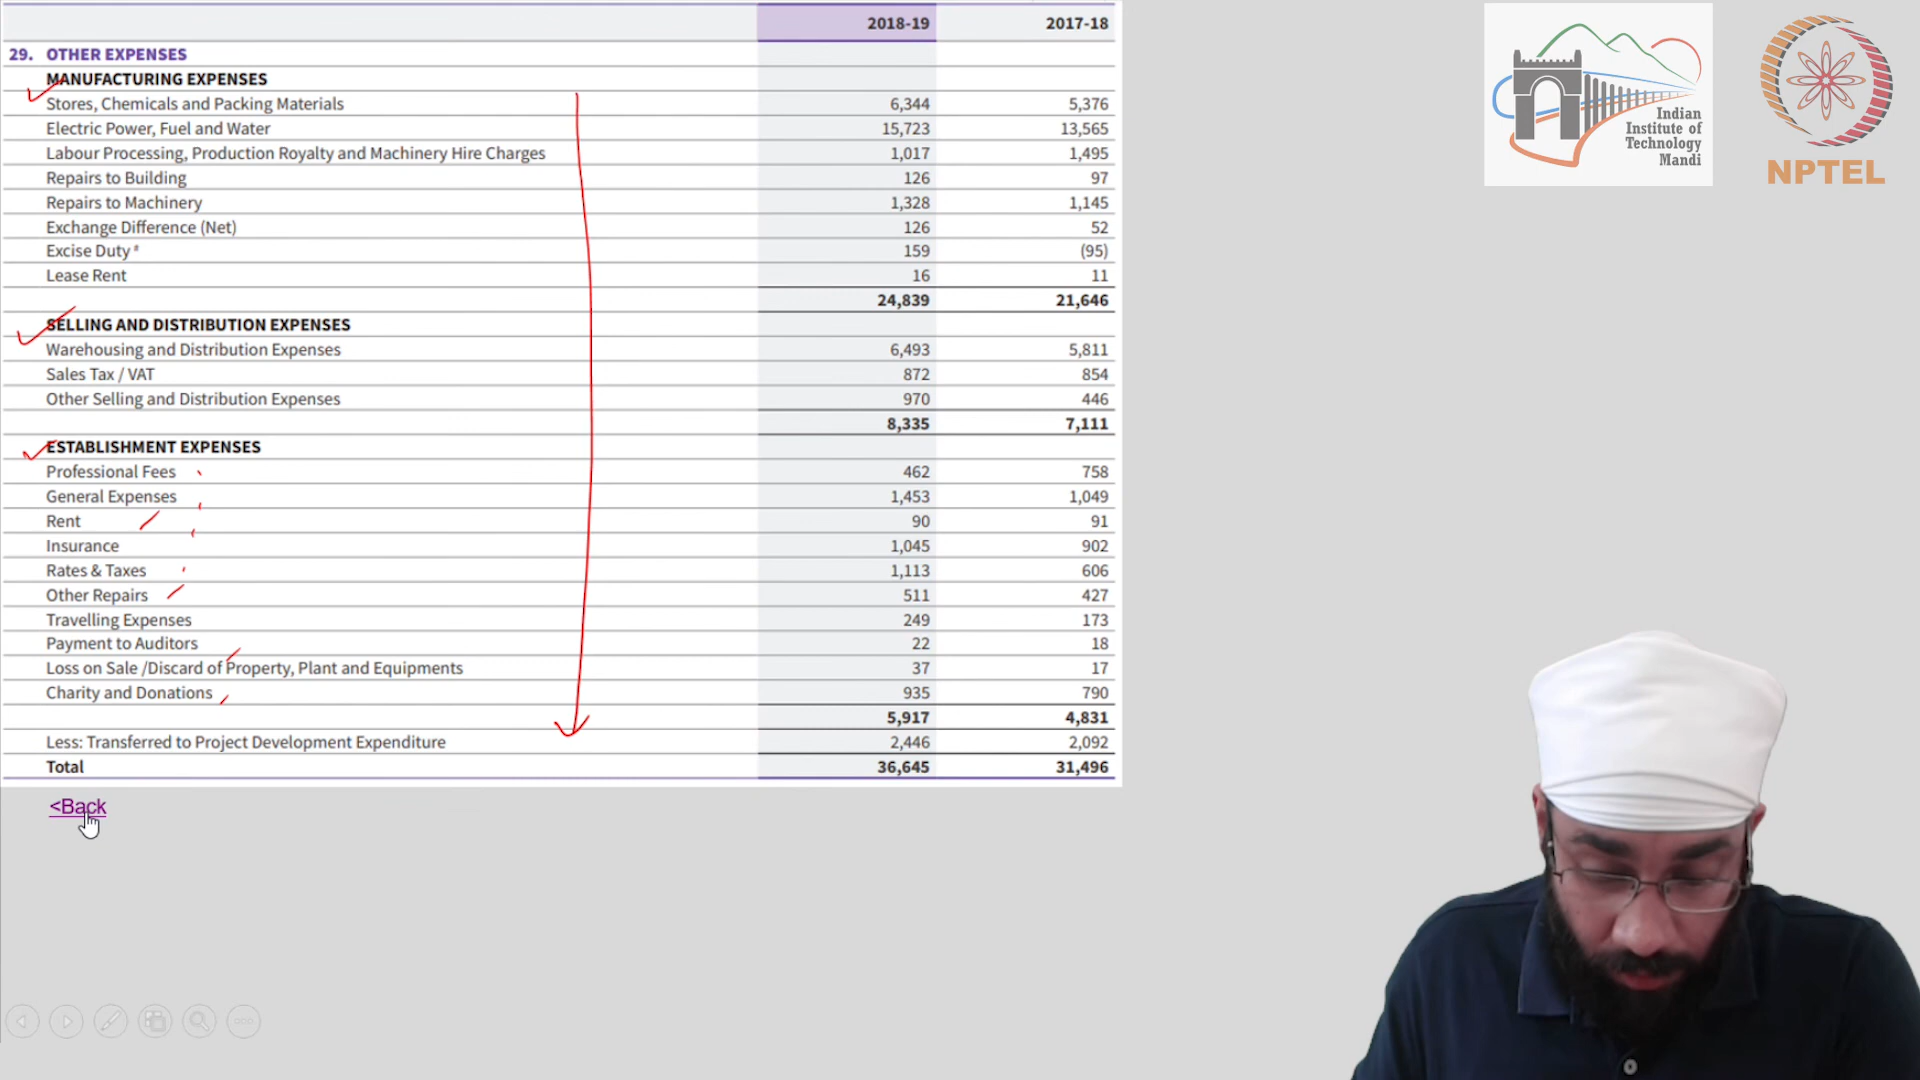 2018-19 2017-18
29. OTHER EXPENSES
MANUFACTURING EXPENSES
Stores, Chemicals and Packing Materials 6,344 5,376
Electric Power, Fuel and Water 15,723 13,565
Labour Processing, Production Royalty and Machinery Hire Charges 1,017 1,495
Repairs to Building 126 97
Repairs to Machinery 1,328 1,145
Exchange Difference (Net) 126 52
Excise Duty * 159 (95)
Lease Rent 16 11
24,839 21,646
SELLING AND DISTRIBUTION EXPENSES
Warehousing and Distribution Expenses 6,493 5,811
Sales Tax / VAT 872 854
Other Selling and Distribution Expenses 970 446
8,335 7,111
ESTABLISHMENT EXPENSES
Professional Fees 462 758
General Expenses 1,453 1,049
Rent 90 91
Insurance 1,045 902
Rates & Taxes 1,113 606
Other Repairs 511 427
Travelling Expenses 249 173
Payment to Auditors 22 18
Loss on Sale /Discard of Property, Plant and Equipments 37 17
Charity and Donations 935 790
5,917 4,831
Less: Transferred to Project Development Expenditure 2,446 2,092
Total 36,645 31,496
<Back
Indian
Institute of
Technology
Mandi
NPTEL